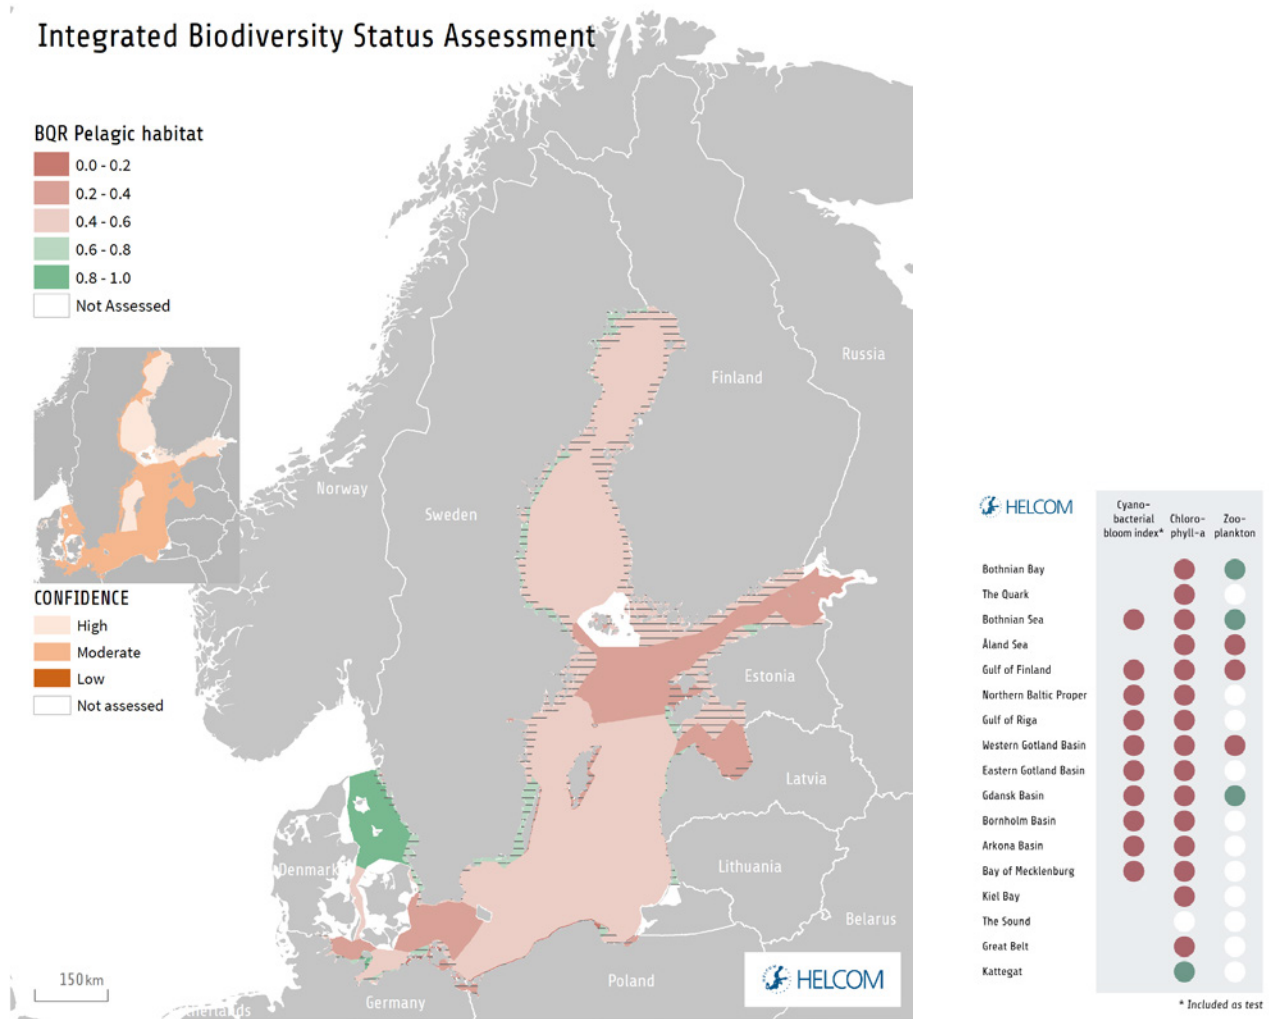 Integrated Biodiversity Status Assessment
BQR Pelagic habitat
0.0 - 0.2
0.2 - 0.4
0.4 - 0.6
0.6 - 0.8
0.8 - 1.0
Not Assessed
CONFIDENCE
High
Moderate
Low
Not assessed
Norway
Sweden
Finland
Russia
Estonia
Latvia
Lithuania
Belarus
Denmark
Germany
Poland
150 km
HELCOM
HELCOM
Cyano-
bacterial
bloom index*
Chloro-
phyll-a
Zoo-
plankton
Bothnian Bay
The Quark
Bothnian Sea
Åland Sea
Gulf of Finland
Northern Baltic Proper
Gulf of Riga
Western Gotland Basin
Eastern Gotland Basin
Gdansk Basin
Bornholm Basin
Arkona Basin
Bay of Mecklenburg
Kiel Bay
The Sound
Great Belt
Kattegat
* Included as test